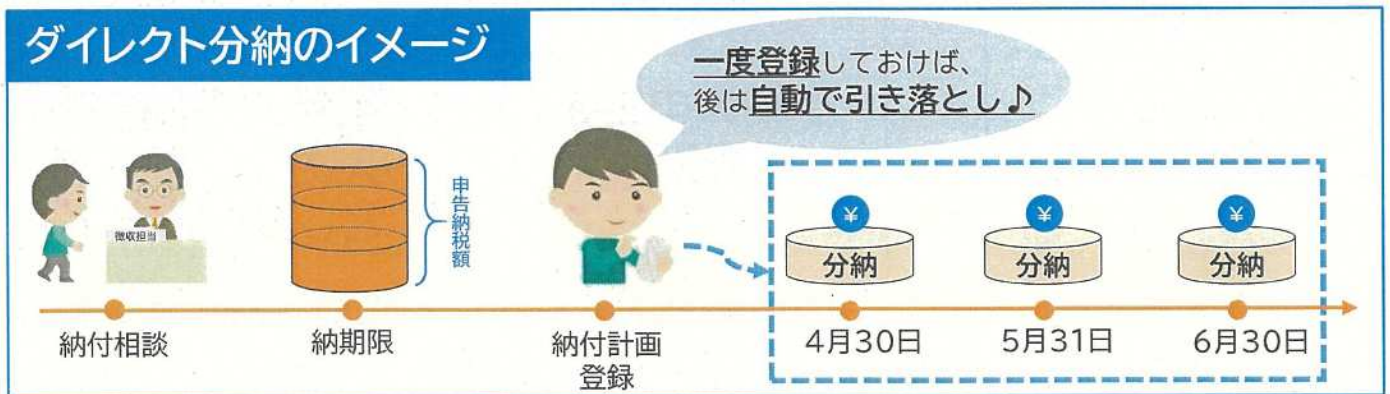 ダイレクト分納のイメージ
一度登録しておけば、
後は自動で引き落とし♪
徴収担当
申告納税額
¥
¥
¥
分納
分納
分納
納付相談
納期限
納付計画
登録
4月30日
5月31日
6月30日